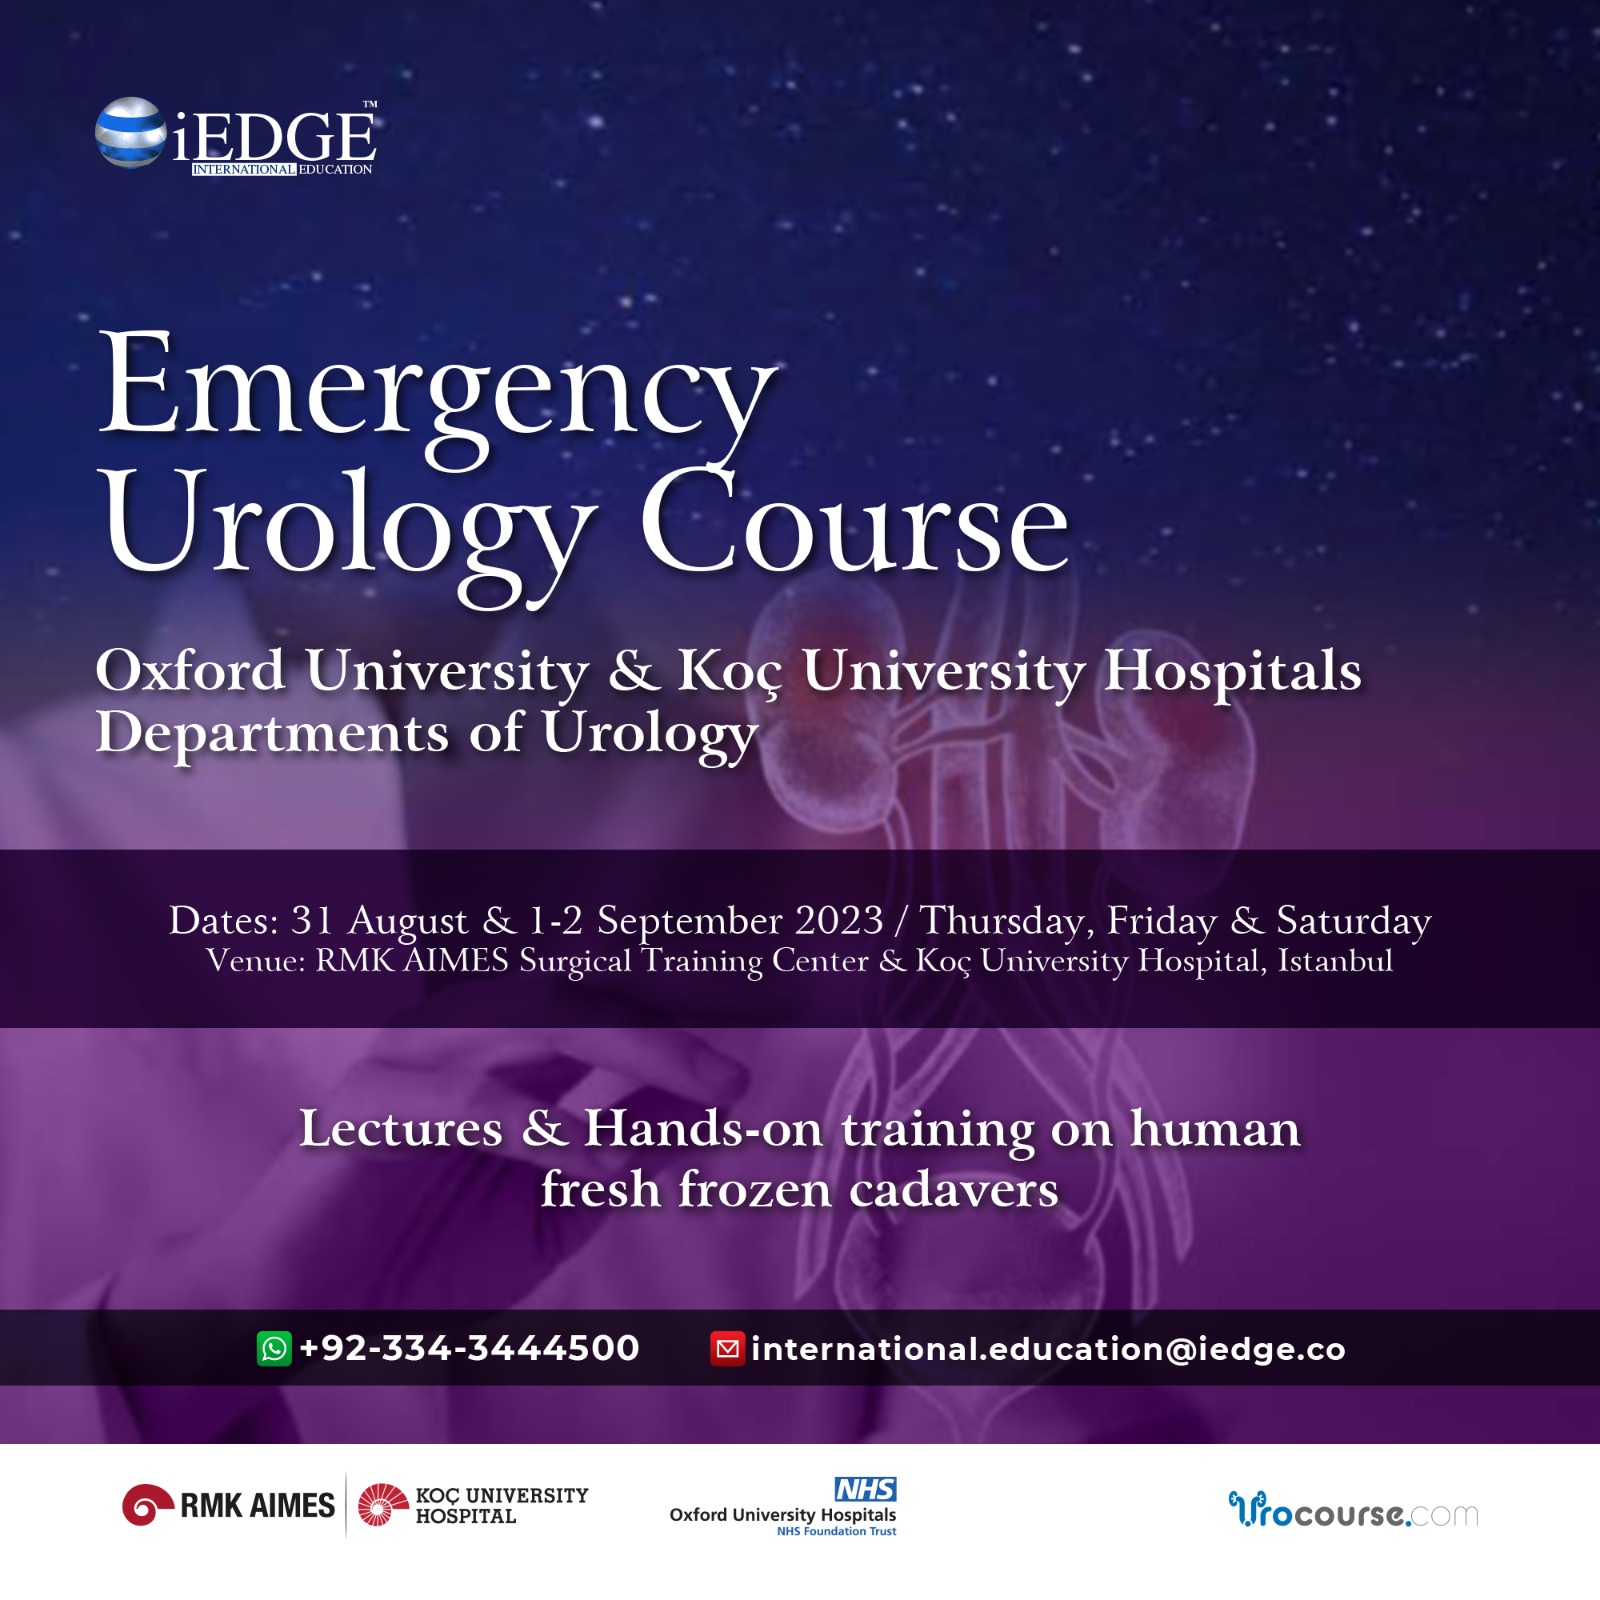 iEDGE™
INTERNATIONAL EDUCATION
Emergency
Urology Course
Oxford University & Koç University Hospitals
Departments of Urology
Dates: 31 August & 1-2 September 2023 / Thursday, Friday & Saturday
Venue: RMK AIMES Surgical Training Center & Koç University Hospital, Istanbul
Lectures & Hands-on training on human
fresh frozen cadavers
+92-334-3444500 international.education@iedge.co
RMK AIMES
KOÇ UNIVERSITY
HOSPITAL
NHS
Oxford University Hospitals
NHS Foundation Trust
Urocourse.com